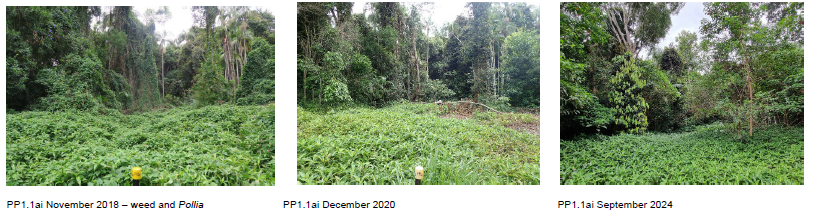 PP1.1ai November 2018 – weed and Pollia
PP1.1ai December 2020
PP1.1ai September 2024